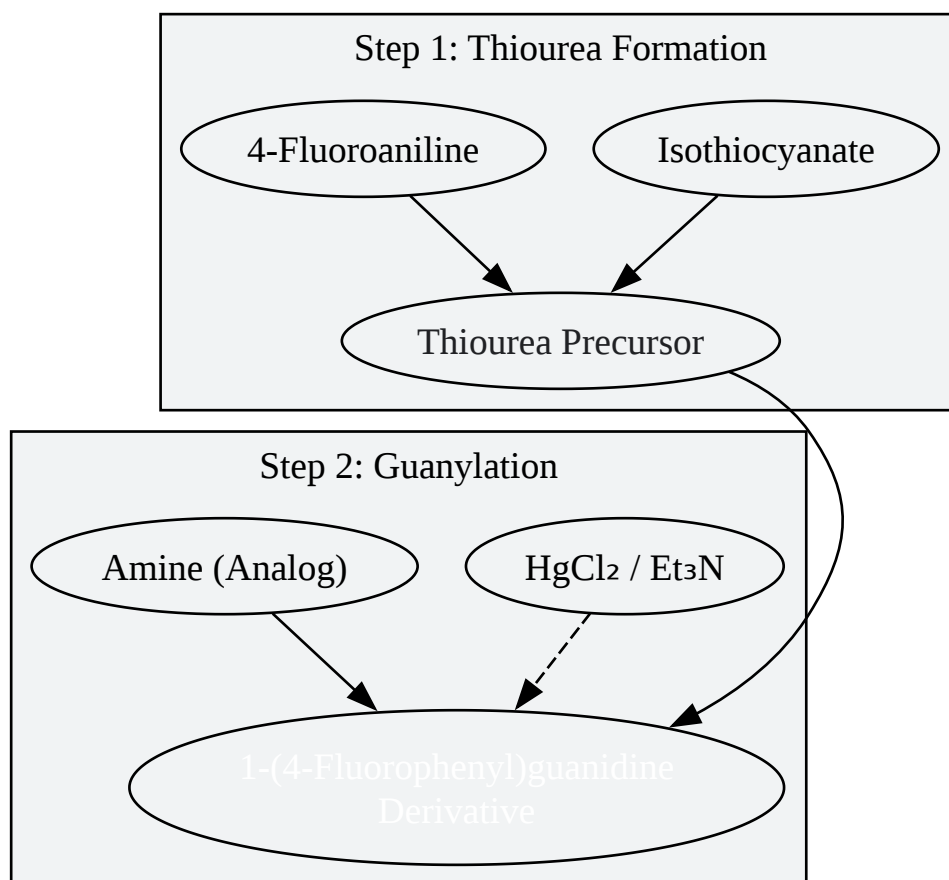 Step 1: Thiourea Formation
4-Fluoroaniline
Isothiocyanate
Thiourea Precursor
Step 2: Guanylation
Amine (Analog)
HgCl₂ / Et₃N
1-(4-Fluorophenyl)guanidine
Derivative